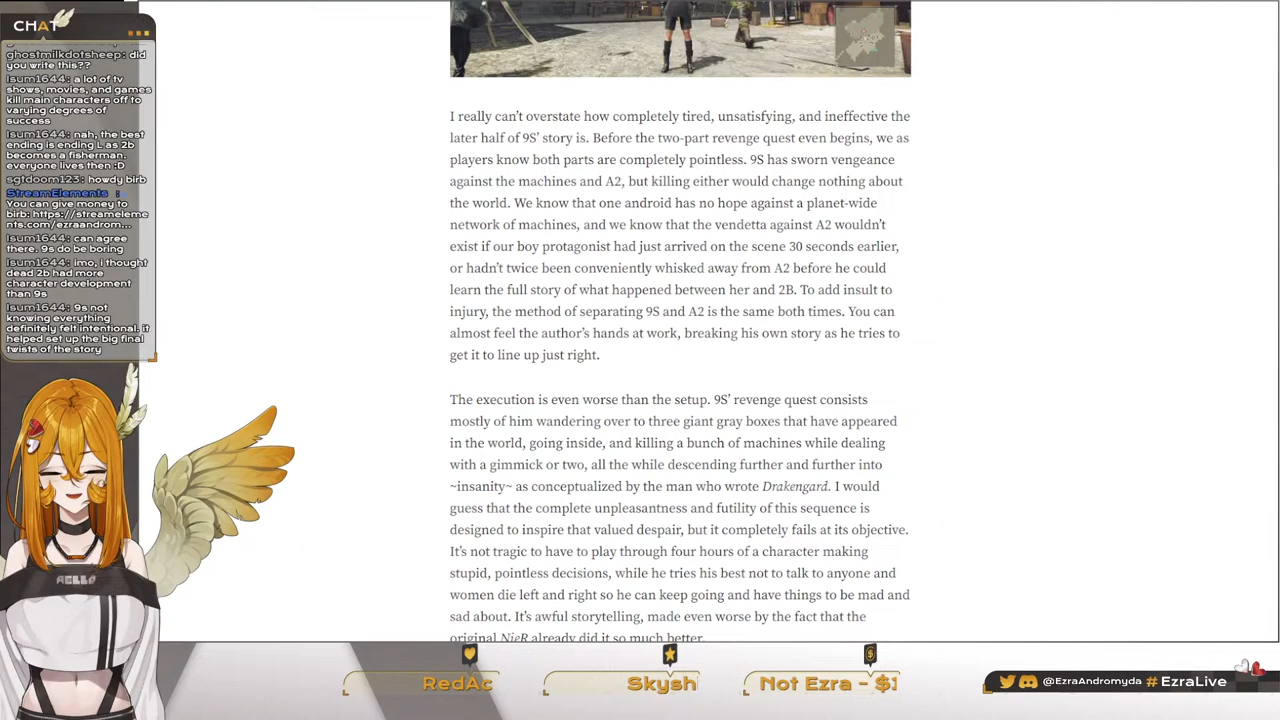 CHAT
ghostmilkdotsheep: did
you write this??
lsum1644: a lot of tv
shows, movies, and games
kill main characters off to
varying degrees of
success
lsum1644: nah, the best
ending is ending L as 2b
becomes a fisherman.
everyone lives then :D
sgtdoom123: howdy birb
StreamElements :
You can give money to
birb: https://streameleme
nts.com/ezraandrom...
lsum1644: can agree
there. 9s do be boring
lsum1644: imo, i thought
dead 2b had more
character development
than 9s
lsum1644: 9s not
knowing everything
definitely felt intentional. it
helped set up the big final
twists of the story
I really can't overstate how completely tired, unsatisfying, and ineffective the
later half of 9S' story is. Before the two-part revenge quest even begins, we as
players know both parts are completely pointless. 9S has sworn vengeance
against the machines and A2, but killing either would change nothing about
the world. We know that one android has no hope against a planet-wide
network of machines, and we know that the vendetta against A2 wouldn't
exist if our boy protagonist had just arrived on the scene 30 seconds earlier,
or hadn't twice been conveniently whisked away from A2 before he could
learn the full story of what happened between her and 2B. To add insult to
injury, the method of separating 9S and A2 is the same both times. You can
almost feel the author's hands at work, breaking his own story as he tries to
get it to line up just right.
The execution is even worse than the setup. 9S' revenge quest consists
mostly of him wandering over to three giant gray boxes that have appeared
in the world, going inside, and killing a bunch of machines while dealing
with a gimmick or two, all the while descending further and further into
~insanity~ as conceptualized by the man who wrote Drakengard. I would
guess that the complete unpleasantness and futility of this sequence is
designed to inspire that valued despair, but it completely fails at its objective.
It's not tragic to have to play through four hours of a character making
stupid, pointless decisions, while he tries his best not to talk to anyone and
women die left and right so he can keep going and have things to be mad and
sad about. It's awful storytelling, made even worse by the fact that the
original NieR already did it so much better.
RedAc
Skysh
Not Ezra - $1
@EzraAndromyda #EzraLive